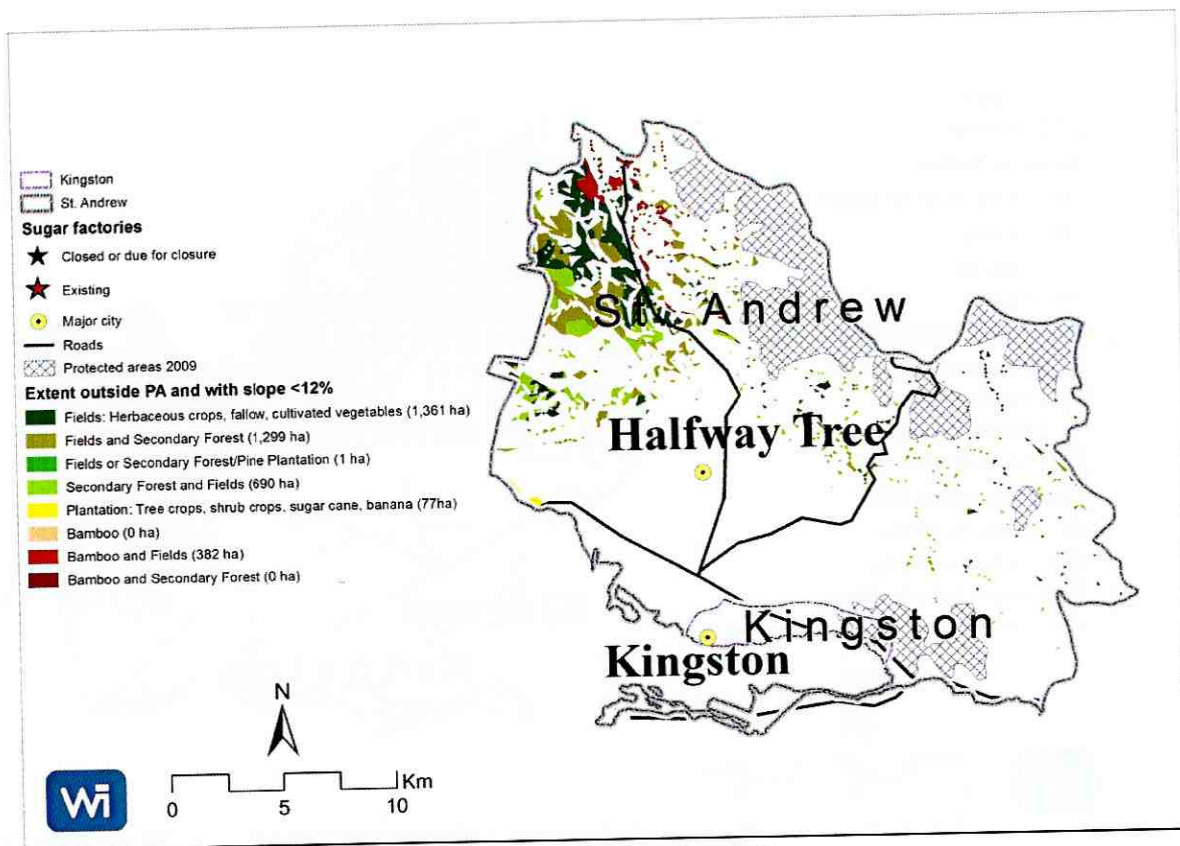 Kingston
St. Andrew
Sugar factories
Closed or due for closure
Existing
Major city
Roads
Protected areas 2009
Extent outside PA and with slope <12%
Fields: Herbaceous crops, fallow, cultivated vegetables (1,361 ha)
Fields and Secondary Forest (1,299 ha)
Fields or Secondary Forest/Pine Plantation (1 ha)
Secondary Forest and Fields (690 ha)
Plantation: Tree crops, shrub crops, sugar cane, banana (77ha)
Bamboo (0 ha)
Bamboo and Fields (382 ha)
Bamboo and Secondary Forest (0 ha)
St. Andrew
Halfway Tree
Kingston
Kingston
N
Km
0 5 10
Wi